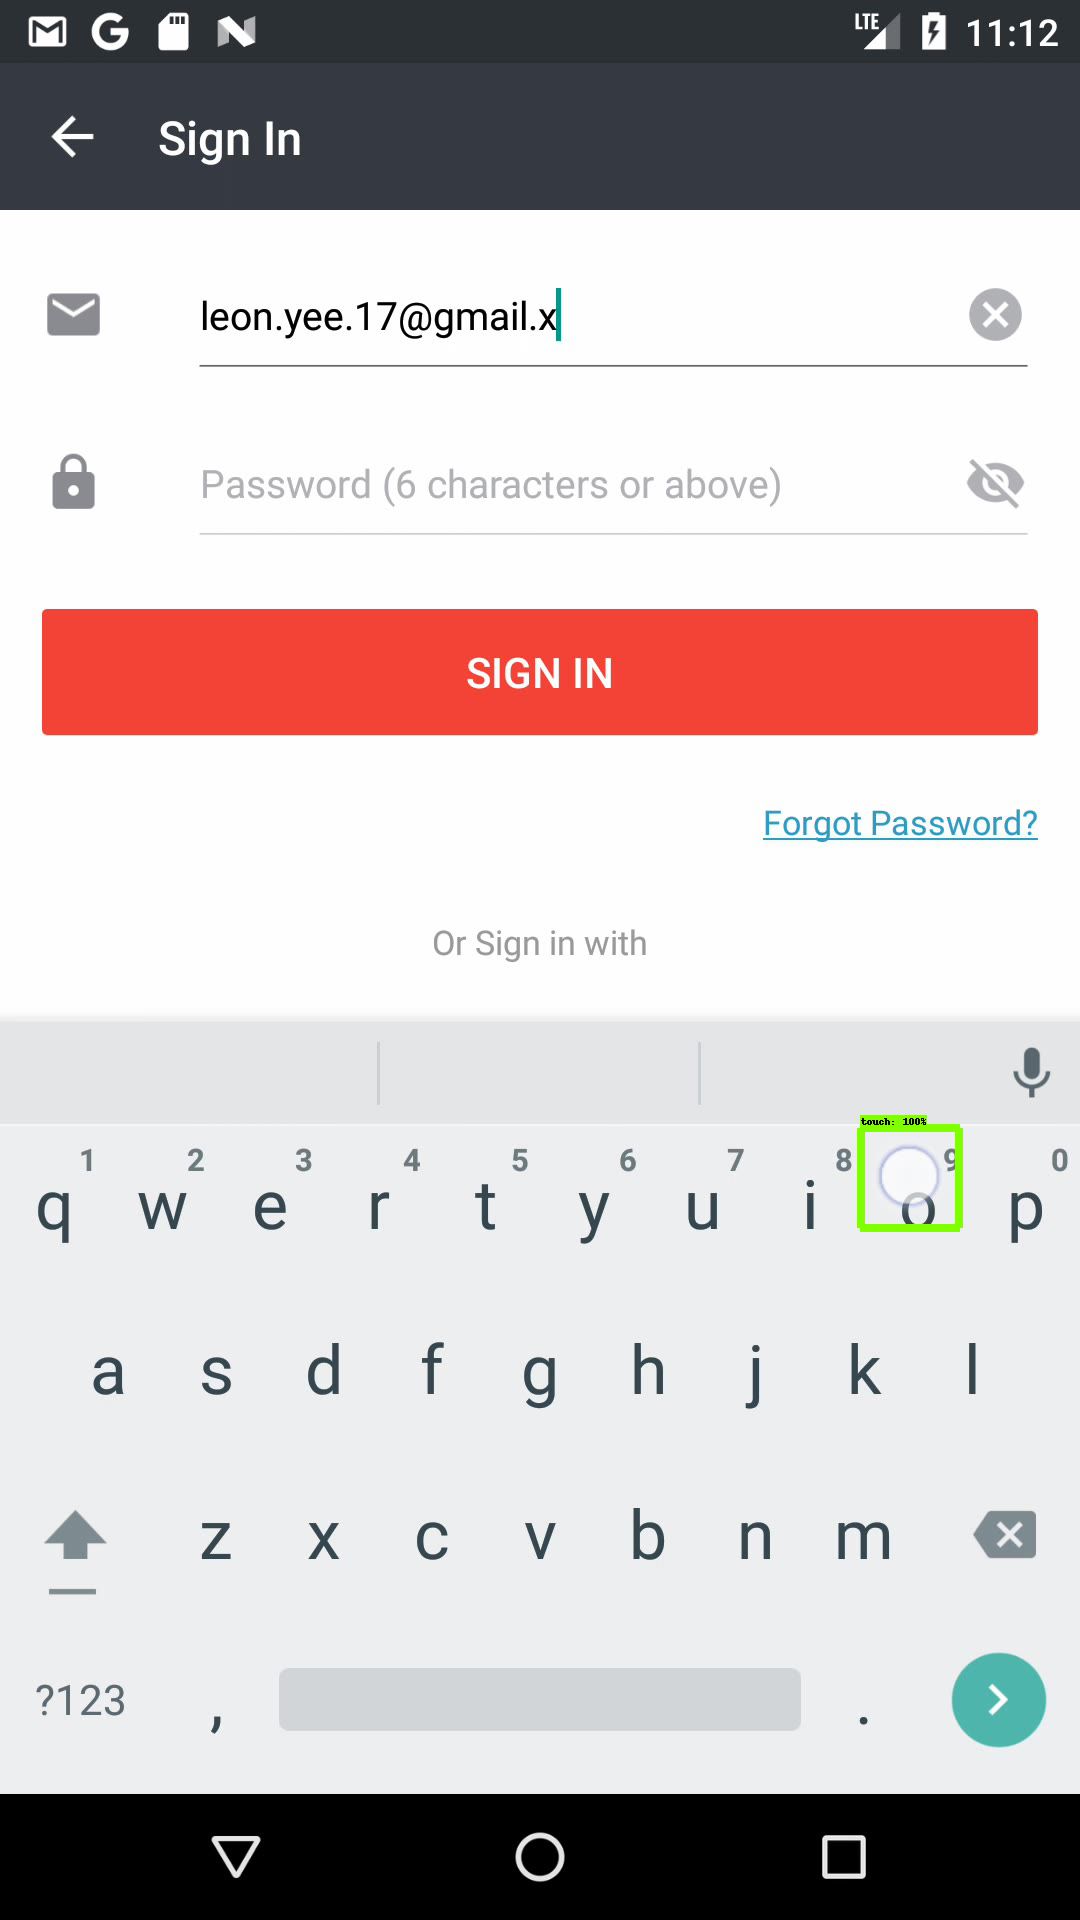 LTE 11:12
Sign In
leon.yee.17@gmail.x
Password (6 characters or above)
SIGN IN
Forgot Password?
Or Sign in with
touch: 100%
1 2 3 4 5 6 7 8 9 0
q w e r t y u i o p
a s d f g h j k l
z x c v b n m
?123 , .